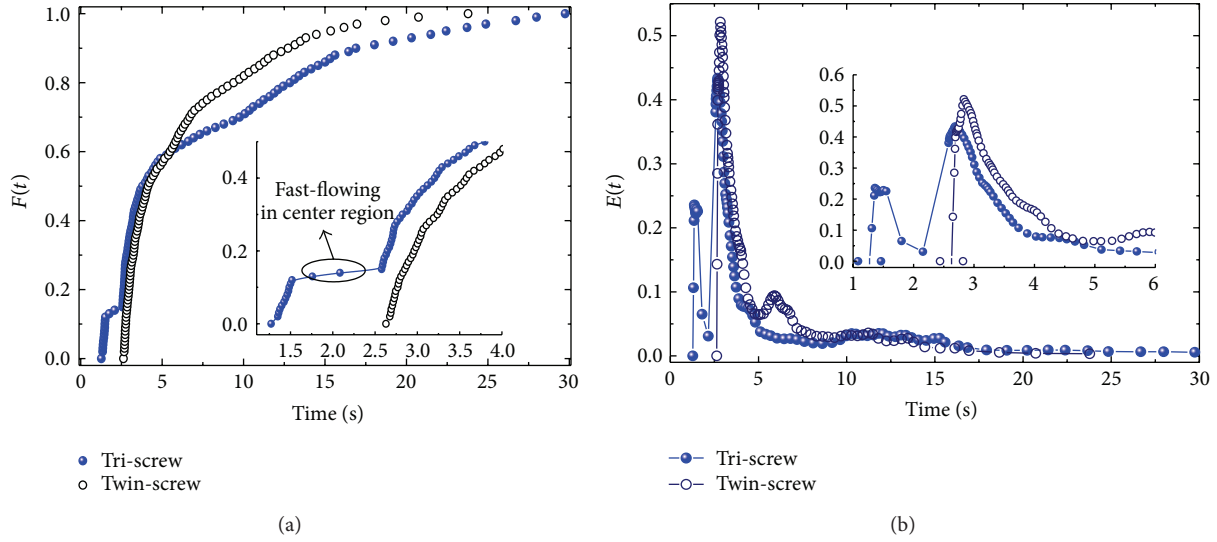 1.0
0.8
0.6
0.4
0.2
0.0
F(t)
0.4
0.2
0.0
Fast-flowing
in center region
1.5 2.0 2.5 3.0 3.5 4.0
0 5 10 15 20 25 30
Time (s)
Tri-screw
Twin-screw
(a)
0.5
0.4
0.3
0.2
0.1
0.0
E(t)
0.6
0.5
0.4
0.3
0.2
0.1
0.0
1 2 3 4 5 6
0 5 10 15 20 25 30
Time (s)
Tri-screw
Twin-screw
(b)